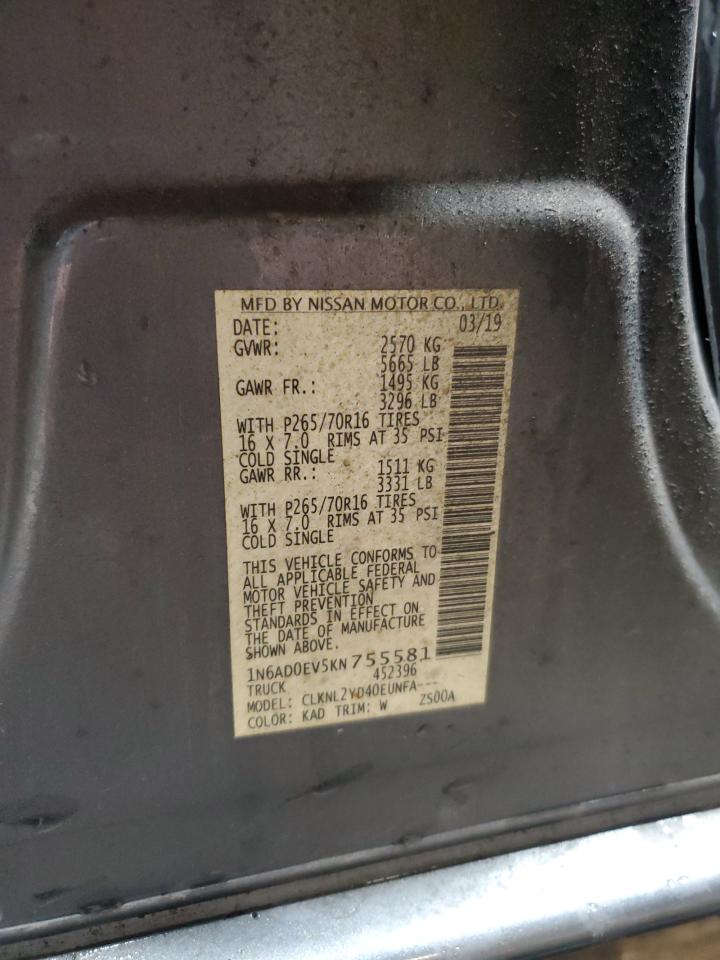 MFD BY NISSAN MOTOR CO., LTD.
DATE: 03/19
GVWR: 2570 KG
5665 LB
GAWR FR.: 1495 KG
3296 LB
WITH P265/70R16 TIRES
16 X 7.0 RIMS AT 35 PSI
COLD SINGLE
GAWR RR.: 1511 KG
3331 LB
WITH P265/70R16 TIRES
16 X 7.0 RIMS AT 35 PSI
COLD SINGLE
THIS VEHICLE CONFORMS TO
ALL APPLICABLE FEDERAL
MOTOR VEHICLE SAFETY AND
THEFT PREVENTION
STANDARDS IN EFFECT ON
THE DATE OF MANUFACTURE
SHOWN ABOVE.
1N6AD0EV5KN755581
TRUCK 452396
MODEL: CLKNL2YD40EUNFA---
COLOR: KAD TRIM: W ZS00A